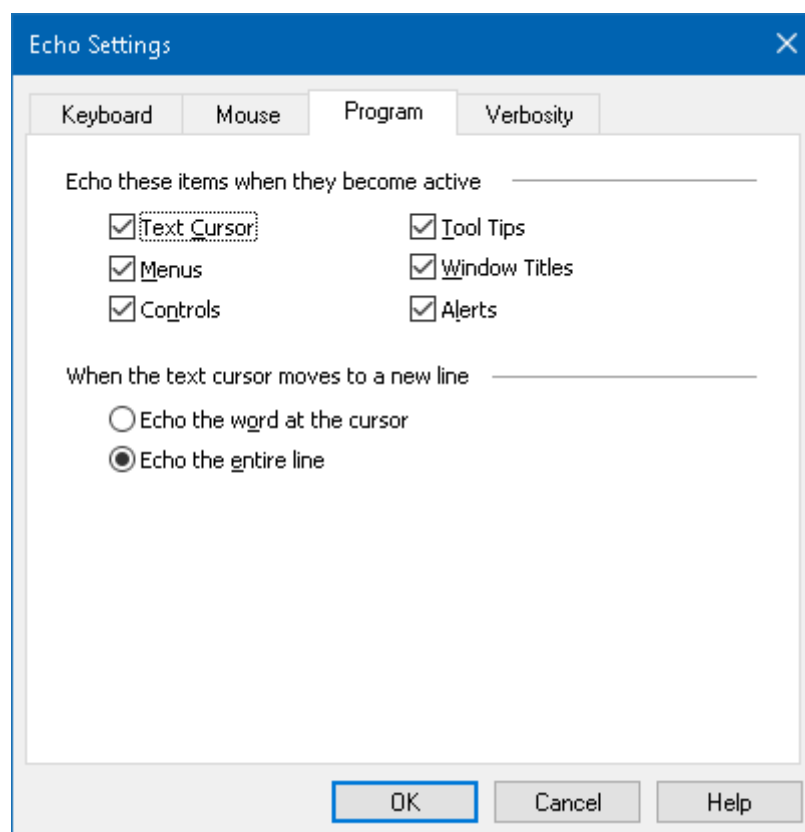 Echo Settings
Keyboard Mouse Program Verbosity
Echo these items when they become active
Text Cursor Tool Tips
Menus Window Titles
Controls Alerts
When the text cursor moves to a new line
Echo the word at the cursor
Echo the entire line
OK Cancel Help